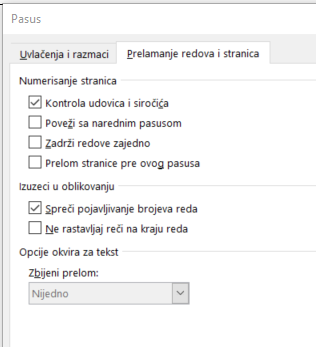 Pasus
Uvlačenja i razmaci
Prelamanje redova i stranica
Numerisanje stranica
Kontrola udovica i siročića
Poveži sa narednim pasusom
Zadrži redove zajedno
Prelom stranice pre ovog pasusa
Izuzeci u oblikovanju
Spreči pojavljivanje brojeva reda
Ne rastavljaj reči na kraju reda
Opcije okvira za tekst
Zbijeni prelom:
Nijedno